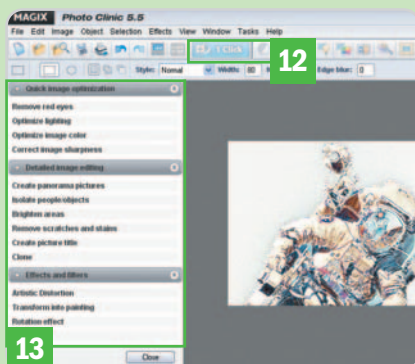 MAGIX Photo Clinic 5.5
File Edit Image Object Selection Effects View Window Tasks Help
1 Click
12
Style: Normal Width: 80 Edge blur: 0
Quick image optimization
Remove red eyes
Optimize lighting
Optimize image color
Correct image sharpness
Detailed image editing
Create panorama pictures
Isolate people/objects
Brighten areas
Remove scratches and stains
Create picture title
Clone
Effects and filters
Artistic Distortion
Transform into painting
Rotation effect
13
Close